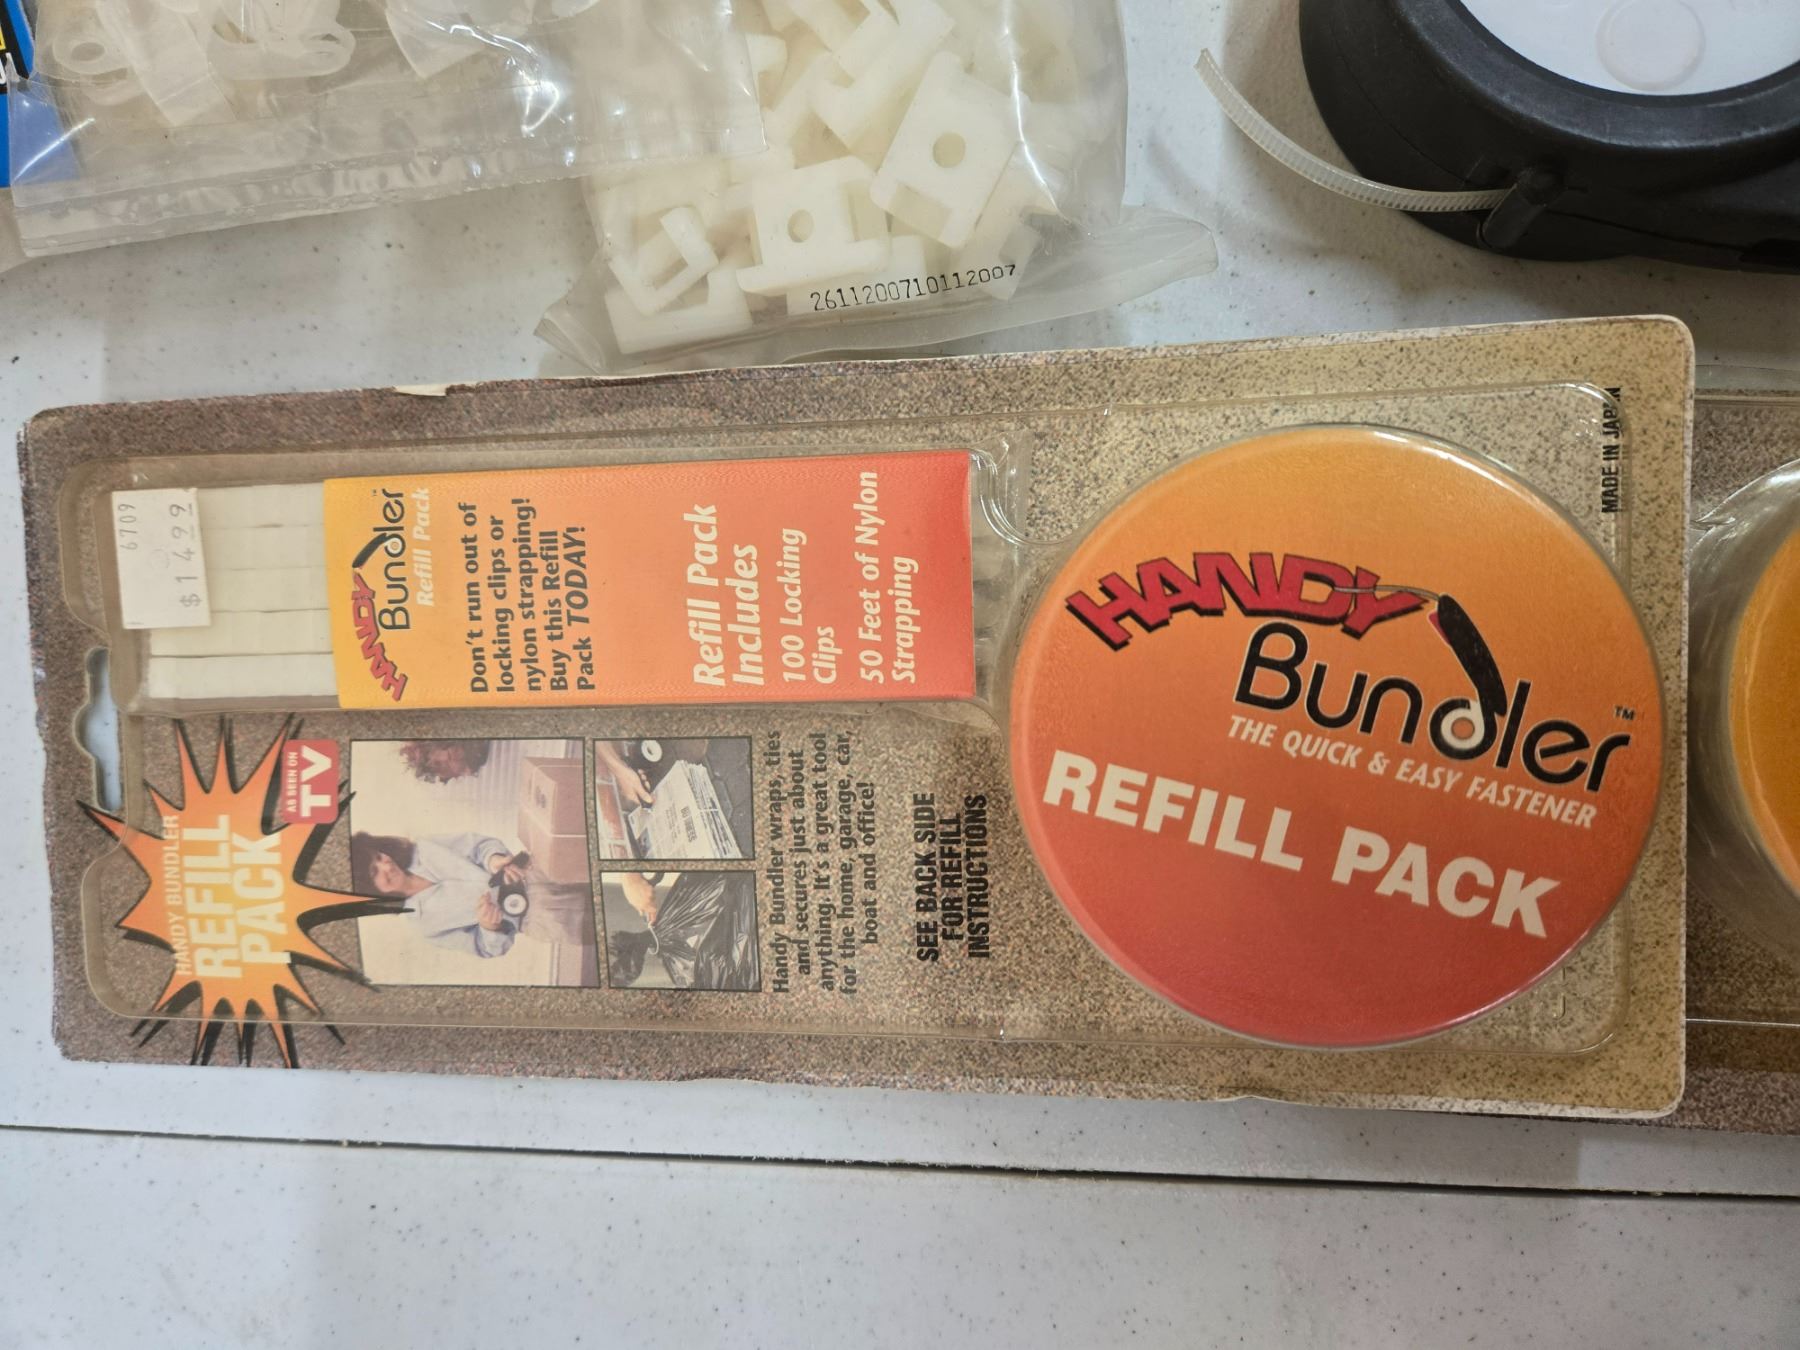 2611200710112007
6709
$14.99
HANDY
Bundler™
Refill Pack
Don't run out of
locking clips or
nylon strapping!
Buy this Refill
Pack TODAY!
Refill Pack
Includes
100 Locking
Clips
50 Feet of Nylon
Strapping
HANDY BUNDLER
REFILL
PACK
AS SEEN ON
TV
Handy Bundler wraps, ties
and secures just about
anything. It's a great tool
for the home, garage, car,
boat and office!
SEE BACK SIDE
FOR REFILL
INSTRUCTIONS
HANDY
Bundler™
THE QUICK & EASY FASTENER
REFILL PACK
MADE IN JAPAN